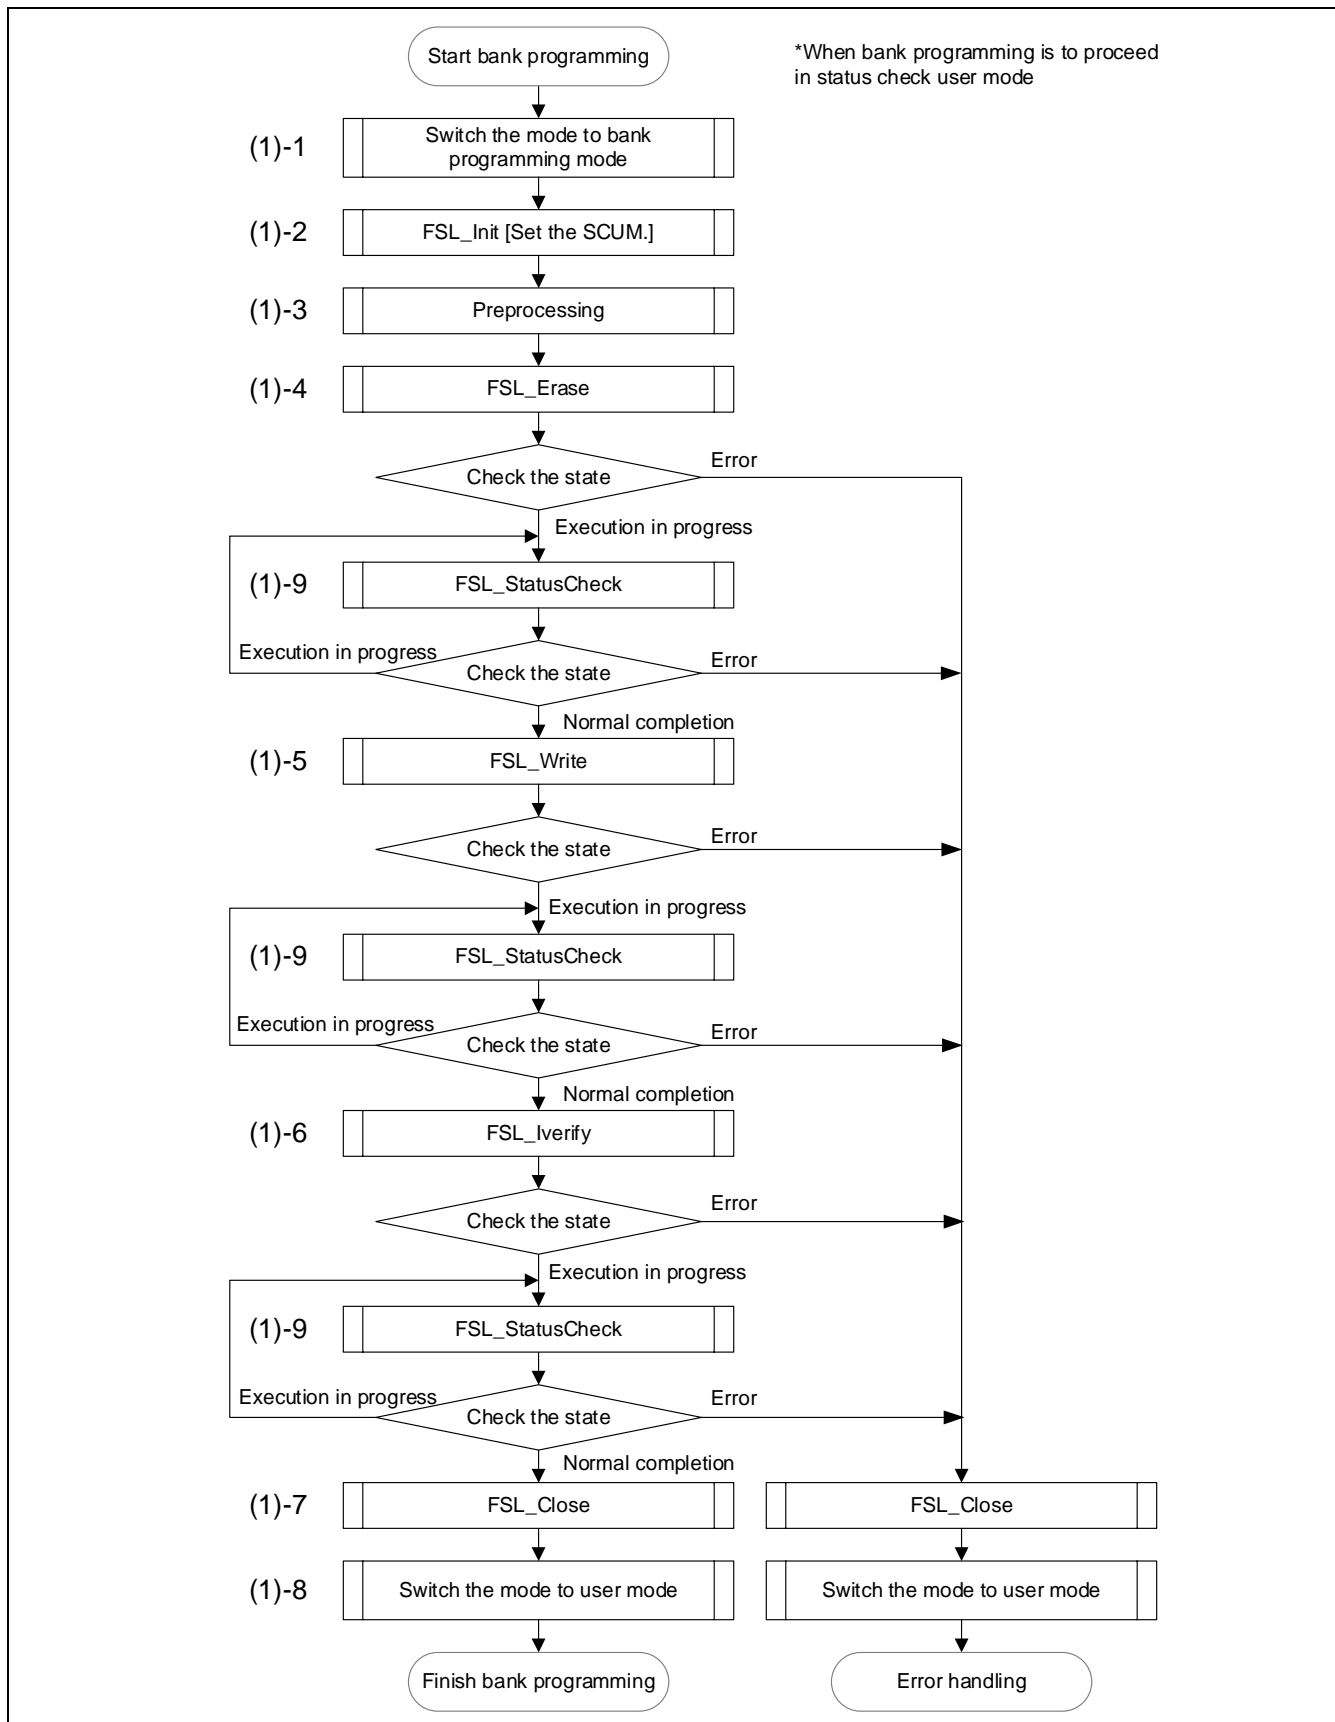 Start bank programming
*When bank programming is to proceed
in status check user mode
(1)-1
Switch the mode to bank
programming mode
(1)-2
FSL_Init [Set the SCUM.]
(1)-3
Preprocessing
(1)-4
FSL_Erase
Check the state
Error
Execution in progress
(1)-9
FSL_StatusCheck
Execution in progress
Check the state
Error
Normal completion
(1)-5
FSL_Write
Check the state
Error
Execution in progress
(1)-9
FSL_StatusCheck
Execution in progress
Check the state
Error
Normal completion
(1)-6
FSL_Iverify
Check the state
Error
Execution in progress
(1)-9
FSL_StatusCheck
Execution in progress
Check the state
Error
Normal completion
(1)-7
FSL_Close
FSL_Close
(1)-8
Switch the mode to user mode
Switch the mode to user mode
Finish bank programming
Error handling